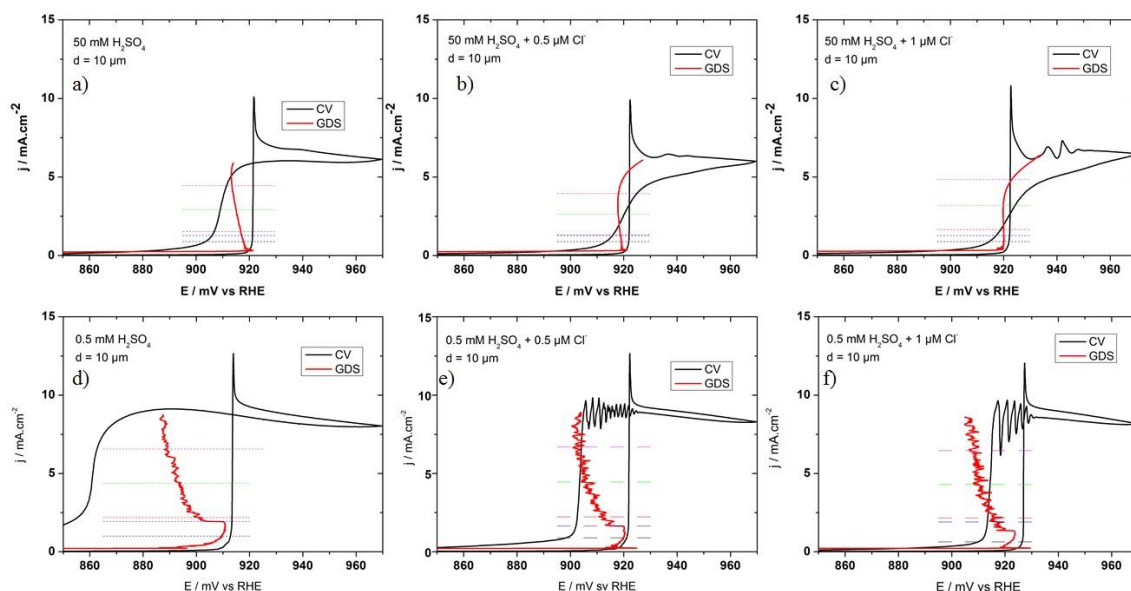 15
10
5
0
j / mA.cm⁻²
50 mM H₂SO₄
d = 10 µm
a)
CV
GDS
860 880 900 920 940 960
E / mV vs RHE
15
10
5
0
j / mA.cm⁻²
50 mM H₂SO₄ + 0.5 µM Cl⁻
d = 10 µm
b)
CV
GDS
860 880 900 920 940 960
E / mV vs RHE
15
10
5
0
j / mA.cm⁻²
50 mM H₂SO₄ + 1 µM Cl⁻
d = 10 µm
c)
CV
GDS
860 880 900 920 940 960
E / mV vs RHE
15
10
5
0
j / mA.cm⁻²
0.5 mM H₂SO₄
d = 10 µm
d)
CV
GDS
860 880 900 920 940 960
E / mV vs RHE
15
10
5
0
j / mA.cm⁻²
0.5 mM H₂SO₄ + 0.5 µM Cl⁻
d = 10 µm
e)
CV
GDS
860 880 900 920 940 960
E / mV sv RHE
15
10
5
0
j / mA.cm⁻²
0.5 mM H₂SO₄ + 1 µM Cl⁻
d = 10 µm
f)
CV
GDS
860 880 900 920 940 960
E / mV vs RHE